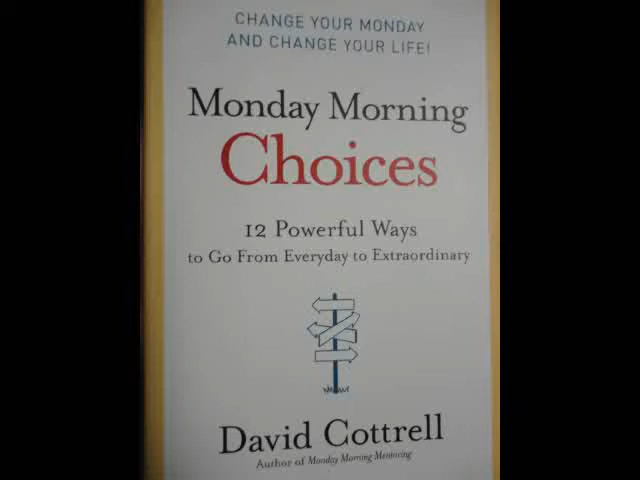 CHANGE YOUR MONDAY
AND CHANGE YOUR LIFE!
Monday Morning
Choices
12 Powerful Ways
to Go From Everyday to Extraordinary
David Cottrell
Author of Monday Morning Mentoring